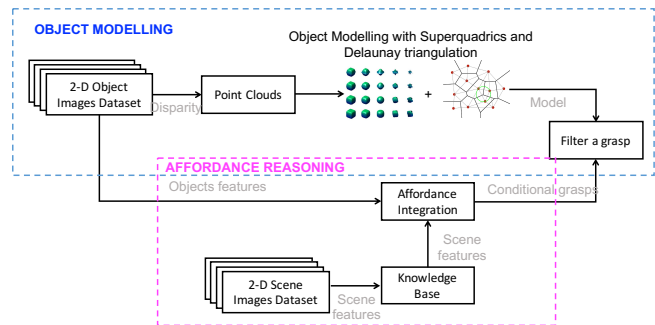 OBJECT MODELLING
Object Modelling with Superquadrics and
Delaunay triangulation
2-D Object
Images Dataset
Disparity
Point Clouds
+
Model
Filter a grasp
AFFORDANCE REASONING
Objects features
Affordance
Integration
Conditional grasps
Scene
features
2-D Scene
Images Dataset
Scene
features
Knowledge
Base